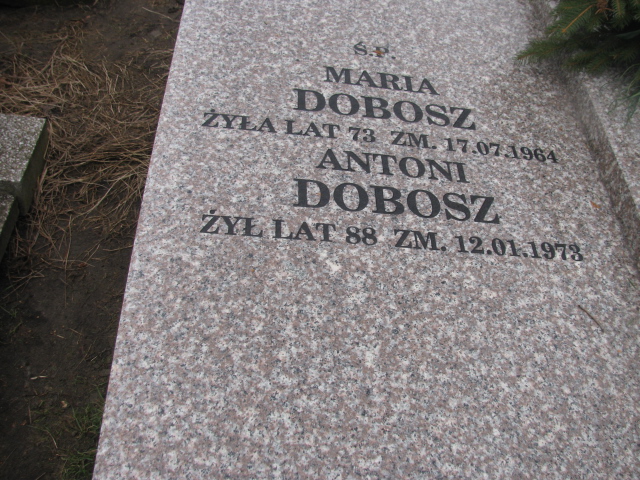 Ś.P.
MARIA
DOBOSZ
ŻYŁA LAT 73 ZM. 17.07.1964
ANTONI
DOBOSZ
ŻYŁ LAT 88 ZM. 12.01.1973